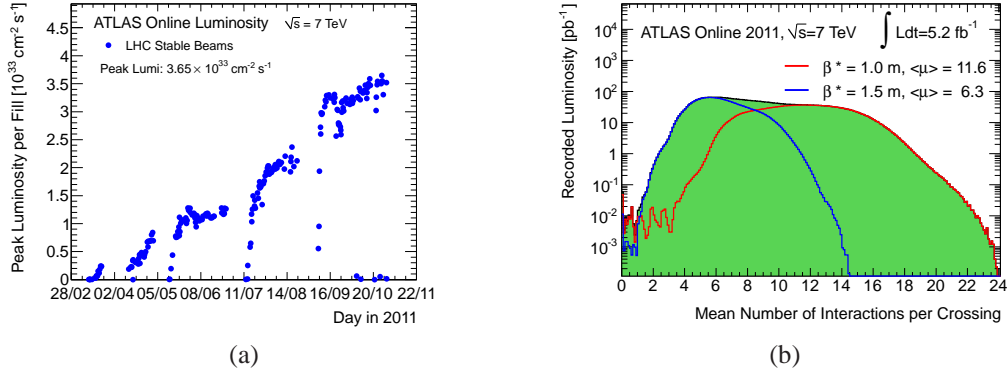 ATLAS Online Luminosity √s = 7 TeV
LHC Stable Beams
Peak Lumi: 3.65 × 10³³ cm⁻² s⁻¹
Peak Luminosity per Fill [10³³ cm⁻² s⁻¹]
4.5
4
3.5
3
2.5
2
1.5
1
0.5
0
28/02 02/04 05/05 08/06 11/07 14/08 16/09 20/10 22/11
Day in 2011
(a)
ATLAS Online 2011, √s=7 TeV ∫ Ldt=5.2 fb⁻¹
β * = 1.0 m, <μ> = 11.6
β * = 1.5 m, <μ> = 6.3
Recorded Luminosity [pb⁻¹]
10⁴
10³
10²
10
1
10⁻¹
10⁻²
10⁻³
0 2 4 6 8 10 12 14 16 18 20 22 24
Mean Number of Interactions per Crossing
(b)